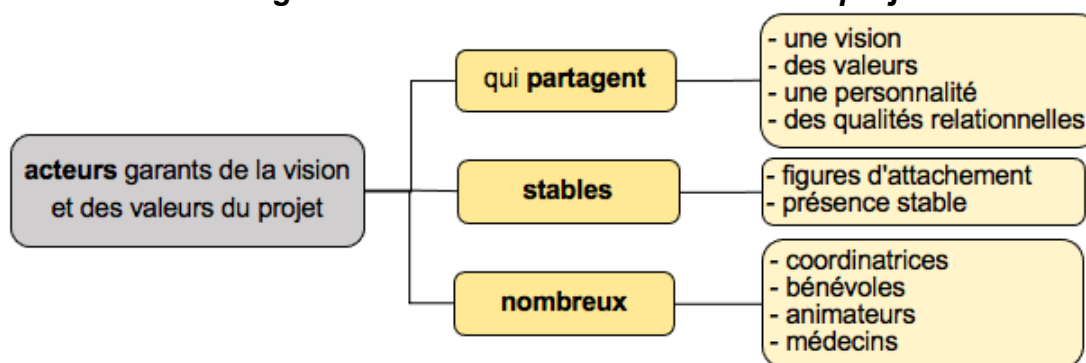 acteurs garants de la vision
et des valeurs du projet
qui partagent
- une vision
- des valeurs
- une personnalité
- des qualités relationnelles
stables
- figures d'attachement
- présence stable
nombreux
- coordinatrices
- bénévoles
- animateurs
- médecins